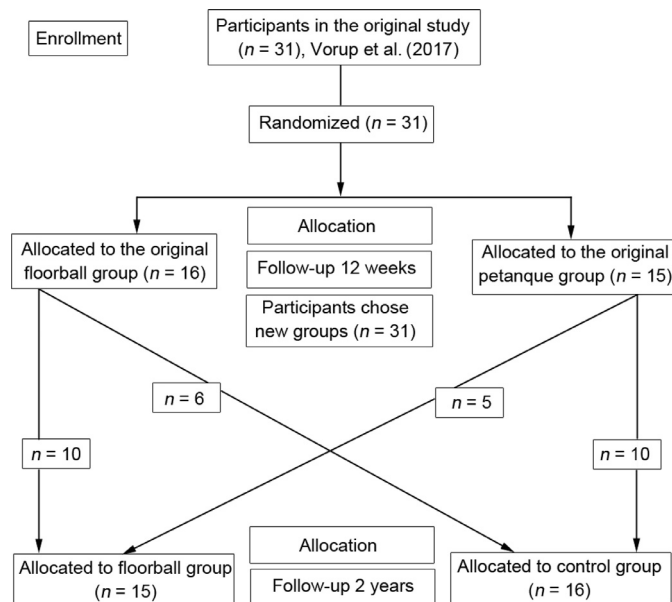 Enrollment
Participants in the original study
(n = 31), Vorup et al. (2017)
Randomized (n = 31)
Allocation
Allocated to the original
floorball group (n = 16)
Allocated to the original
petanque group (n = 15)
Follow-up 12 weeks
Participants chose
new groups (n = 31)
n = 6
n = 5
n = 10
n = 10
Allocation
Allocated to floorball group
(n = 15)
Allocated to control group
(n = 16)
Follow-up 2 years